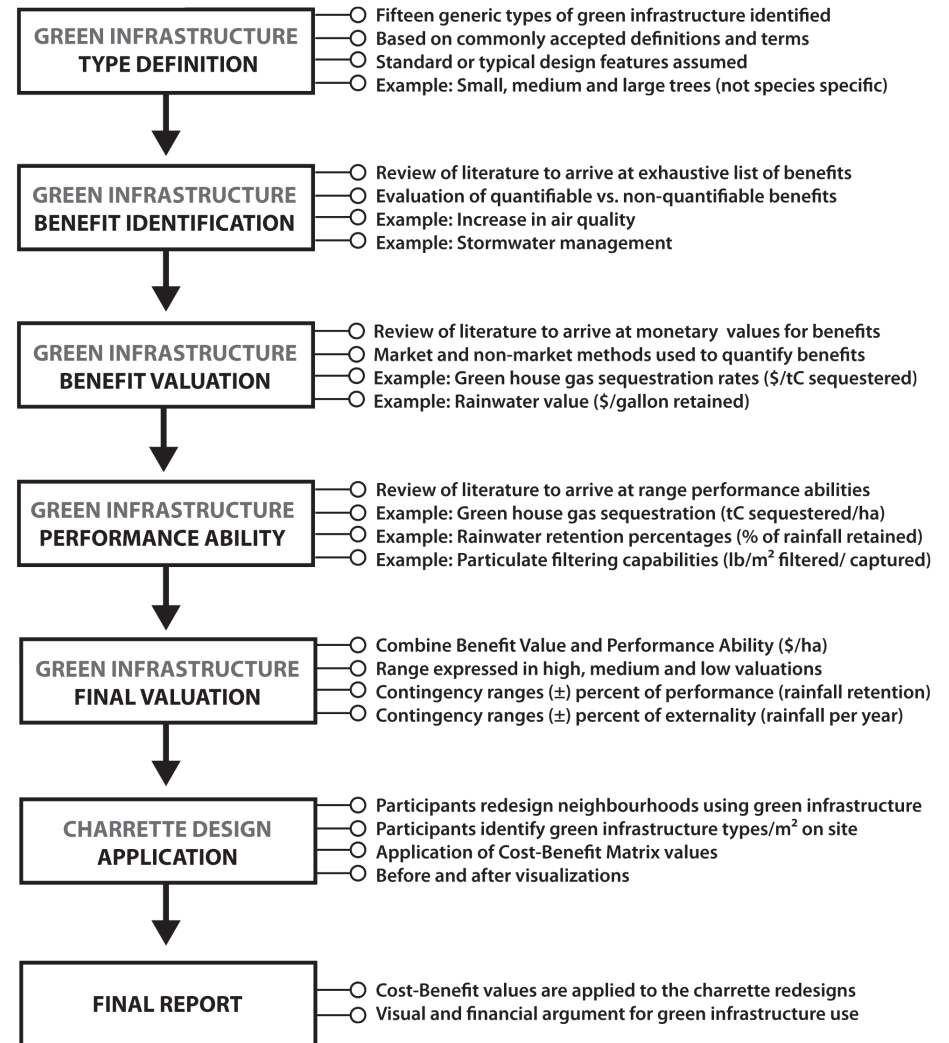 GREEN INFRASTRUCTURE
TYPE DEFINITION
Fifteen generic types of green infrastructure identified
Based on commonly accepted definitions and terms
Standard or typical design features assumed
Example: Small, medium and large trees (not species specific)
GREEN INFRASTRUCTURE
BENEFIT IDENTIFICATION
Review of literature to arrive at exhaustive list of benefits
Evaluation of quantifiable vs. non-quantifiable benefits
Example: Increase in air quality
Example: Stormwater management
GREEN INFRASTRUCTURE
BENEFIT VALUATION
Review of literature to arrive at monetary values for benefits
Market and non-market methods used to quantify benefits
Example: Green house gas sequestration rates ($/tC sequestered)
Example: Rainwater value ($/gallon retained)
GREEN INFRASTRUCTURE
PERFORMANCE ABILITY
Review of literature to arrive at range performance abilities
Example: Green house gas sequestration (tC sequestered/ha)
Example: Rainwater retention percentages (% of rainfall retained)
Example: Particulate filtering capabilities (lb/m² filtered/ captured)
GREEN INFRASTRUCTURE
FINAL VALUATION
Combine Benefit Value and Performance Ability ($/ha)
Range expressed in high, medium and low valuations
Contingency ranges (±) percent of performance (rainfall retention)
Contingency ranges (±) percent of externality (rainfall per year)
CHARRETTE DESIGN
APPLICATION
Participants redesign neighbourhoods using green infrastructure
Participants identify green infrastructure types/m² on site
Application of Cost-Benefit Matrix values
Before and after visualizations
FINAL REPORT
Cost-Benefit values are applied to the charrette redesigns
Visual and financial argument for green infrastructure use